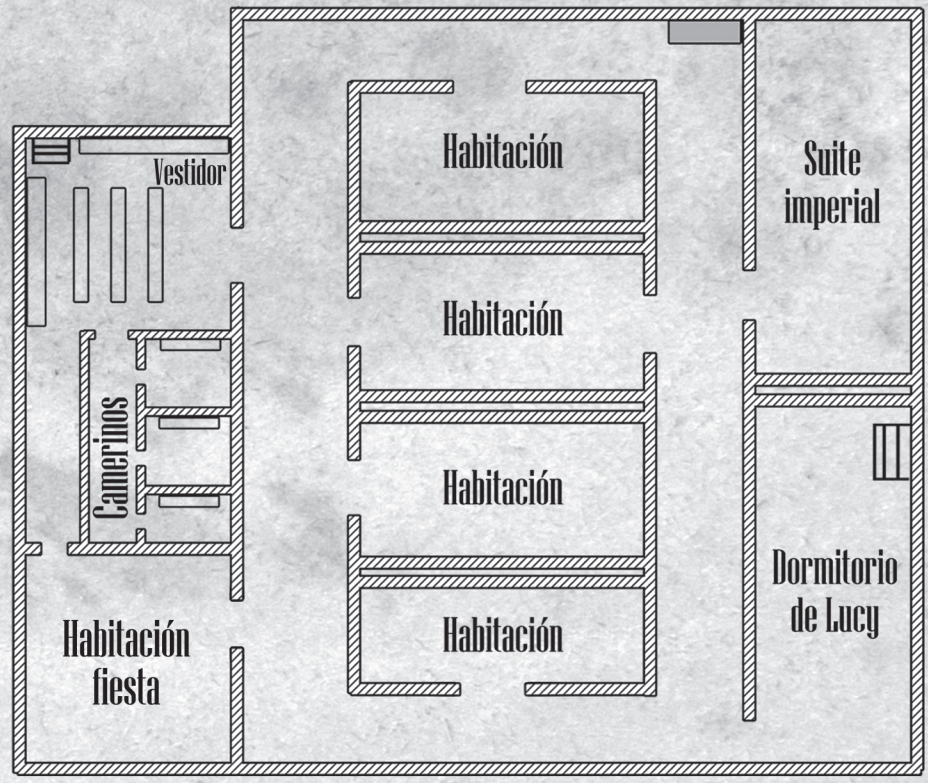 Habitación
Suite
imperial
Vestidor
Habitación
Camerinos
Habitación
Dormitorio
de Lucy
Habitación
fiesta
Habitación